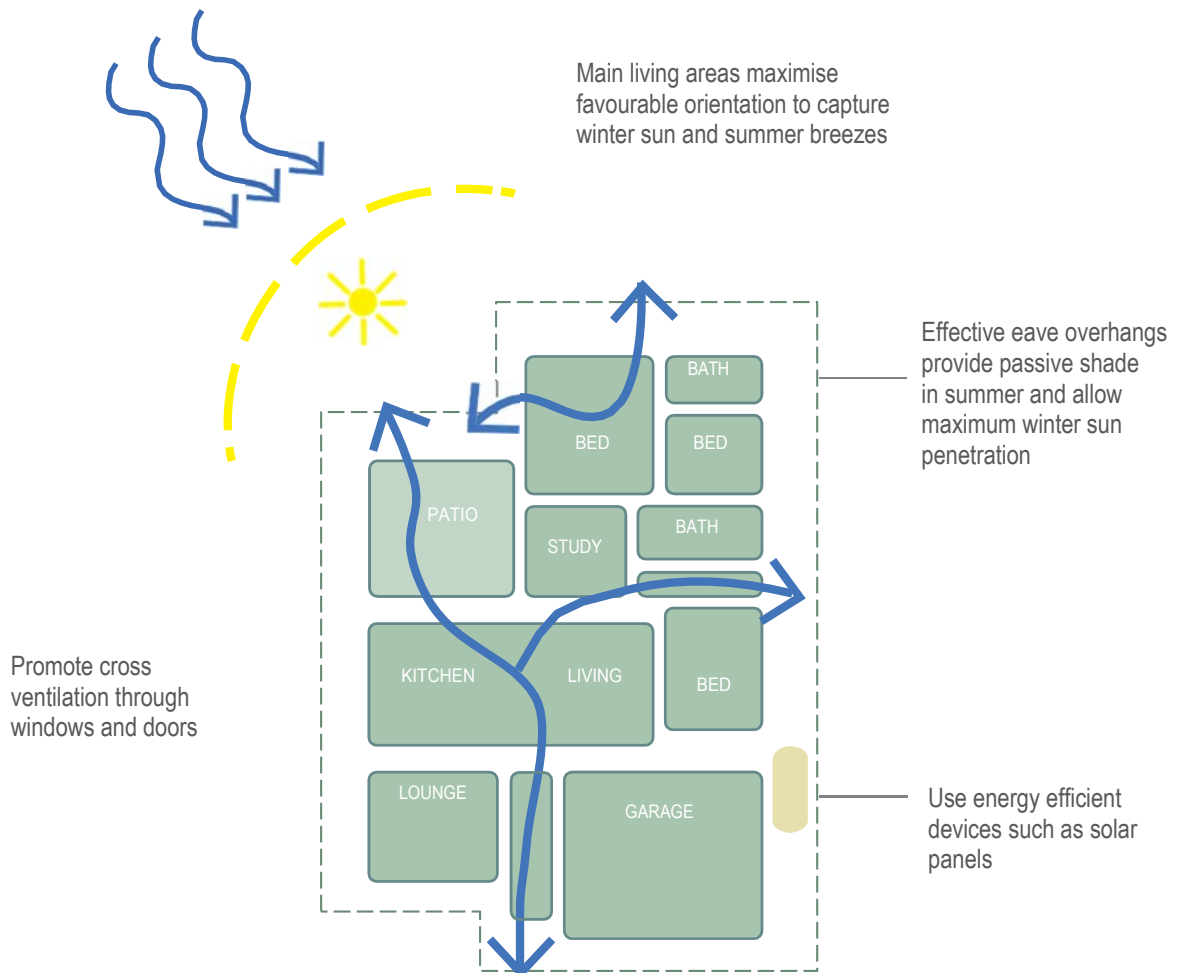 Main living areas maximise
favourable orientation to capture
winter sun and summer breezes
Effective eave overhangs
provide passive shade
in summer and allow
maximum winter sun
penetration
BATH
BED
BED
PATIO
STUDY
BATH
KITCHEN
LIVING
BED
Promote cross
ventilation through
windows and doors
LOUNGE
GARAGE
Use energy efficient
devices such as solar
panels